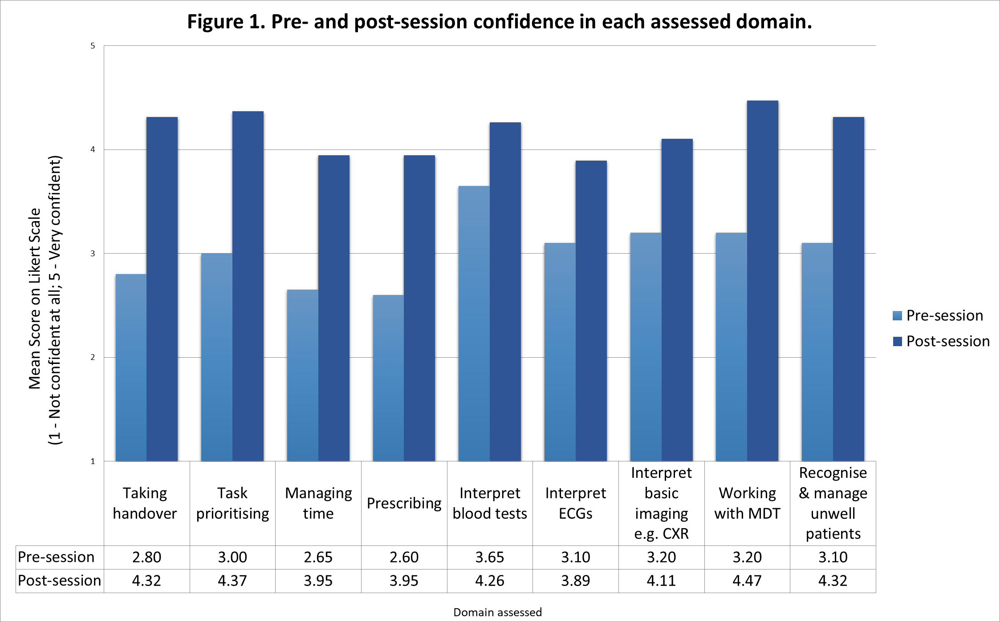 Figure 1. Pre- and post-session confidence in each assessed domain.
Mean Score on Likert Scale
(1 - Not confident at all; 5 - Very confident)
5
4
3
2
1
Pre-session
Post-session
Taking
handover
Task
prioritising
Managing
time
Prescribing
Interpret
blood tests
Interpret
ECGs
Interpret
basic
imaging
e.g. CXR
Working
with MDT
Recognise
& manage
unwell
patients
Pre-session 2.80 3.00 2.65 2.60 3.65 3.10 3.20 3.20 3.10
Post-session 4.32 4.37 3.95 3.95 4.26 3.89 4.11 4.47 4.32
Domain assessed